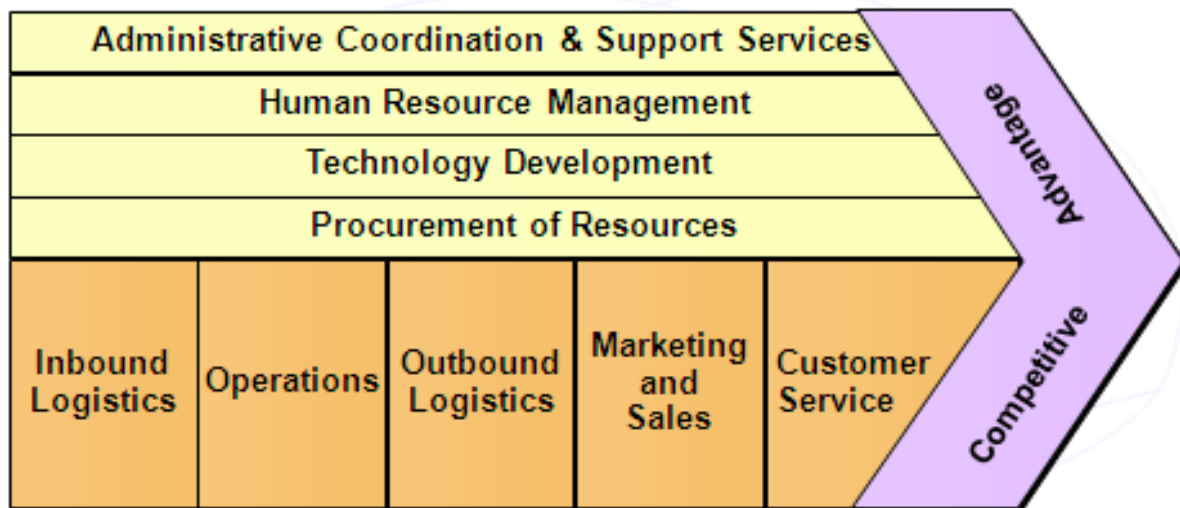 Administrative Coordination & Support Services
Human Resource Management
Technology Development
Procurement of Resources
Inbound
Logistics
Operations
Outbound
Logistics
Marketing
and
Sales
Customer
Service
Competitive
Advantage